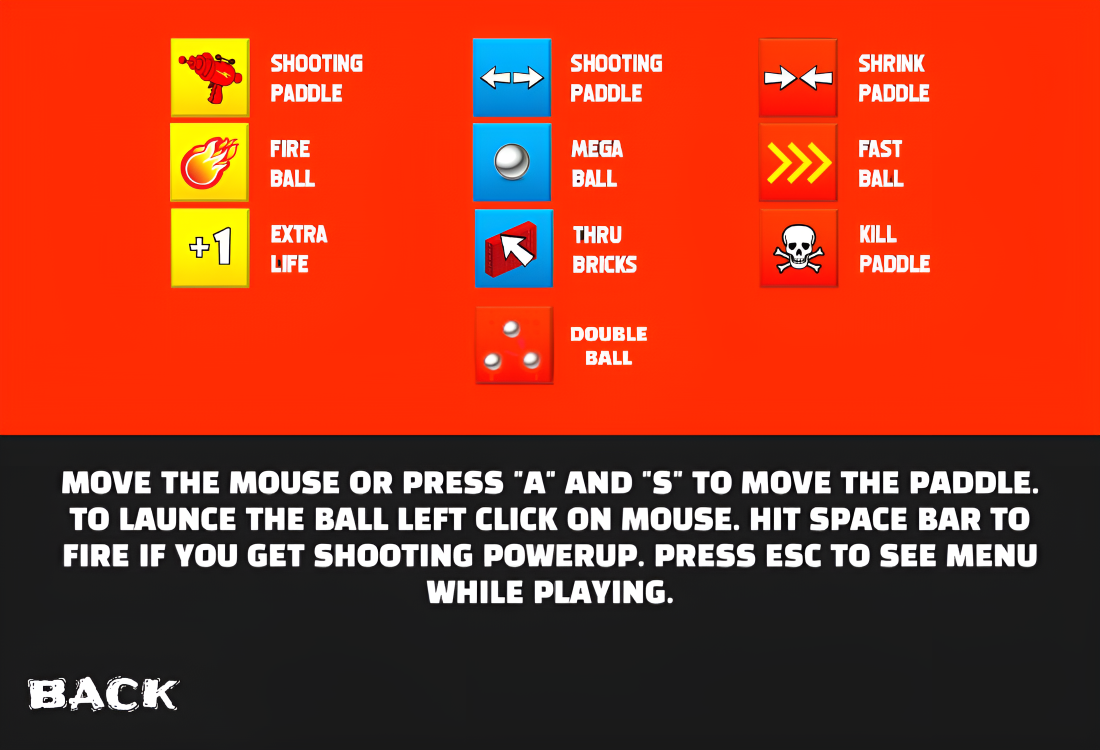 SHOOTING
PADDLE
SHOOTING
PADDLE
SHRINK
PADDLE
FIRE
BALL
MEGA
BALL
FAST
BALL
+1
EXTRA
LIFE
THRU
BRICKS
KILL
PADDLE
DOUBLE
BALL
MOVE THE MOUSE OR PRESS "A" AND "S" TO MOVE THE PADDLE.
TO LAUNCE THE BALL LEFT CLICK ON MOUSE. HIT SPACE BAR TO
FIRE IF YOU GET SHOOTING POWERUP. PRESS ESC TO SEE MENU
WHILE PLAYING.
BACK